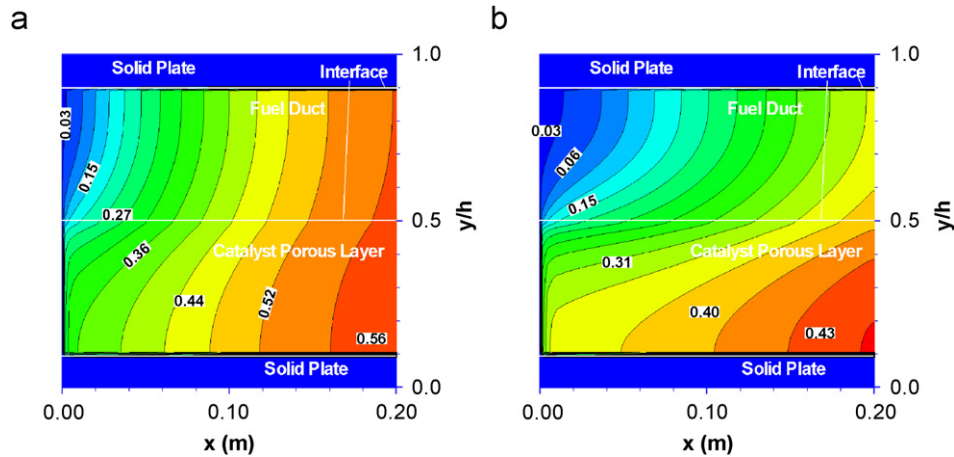 a
1.0
Solid Plate
Interface
Fuel Duct
0.03
0.15
0.27
0.5
y/h
Catalyst Porous Layer
0.36
0.44
0.52
0.56
Solid Plate
0.0
0.00
0.10
0.20
x (m)
b
1.0
Solid Plate
Interface
Fuel Duct
0.03
0.06
0.15
0.5
y/h
Catalyst Porous Layer
0.31
0.40
0.43
Solid Plate
0.0
0.00
0.10
0.20
x (m)